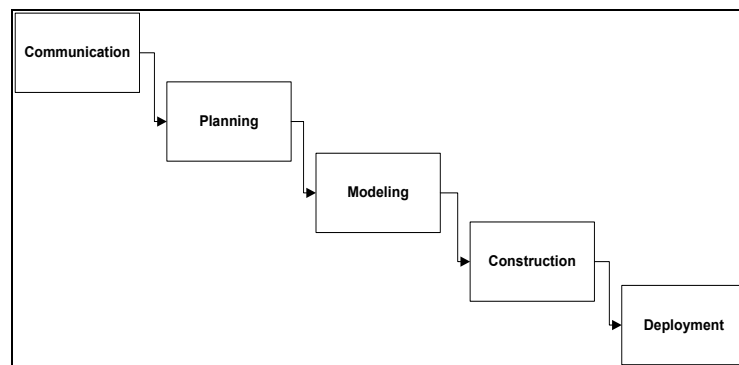 Communication
Planning
Modeling
Construction
Deployment